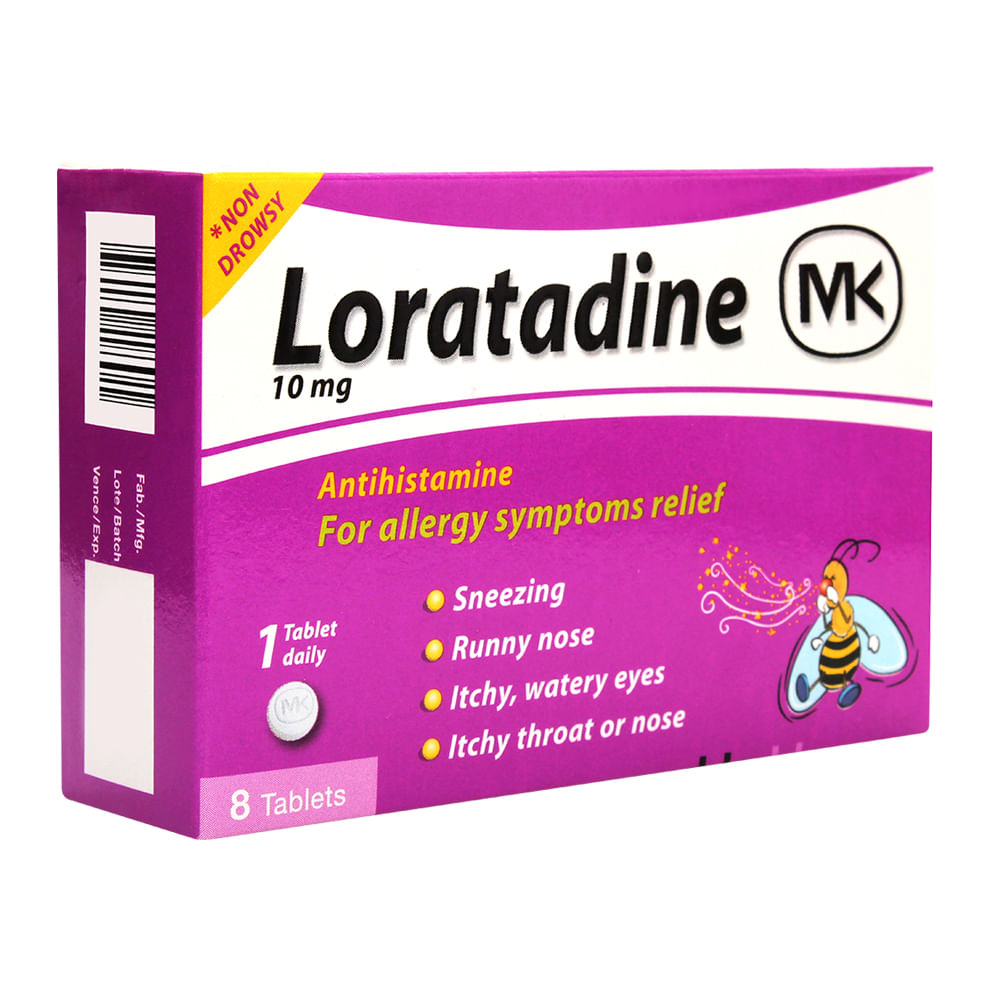 *NON
DROWSY
Loratadine
MK
10 mg
Antihistamine
For allergy symptoms relief
Sneezing
Runny nose
Itchy, watery eyes
Itchy throat or nose
1 Tablet
daily
MK
8 Tablets
Fab./Mfg.
Lote/Batch
Vence/Exp.